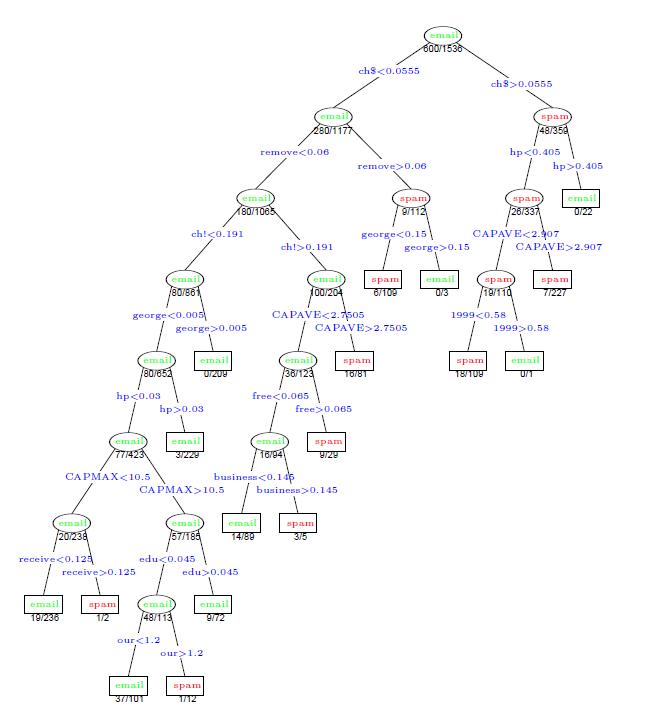 email
600/1536
ch$<0.0555
ch$>0.0555
email
280/1177
spam
48/359
remove<0.06
remove>0.06
hp<0.405
hp>0.405
email
180/1065
spam
9/112
spam
26/337
email
0/22
ch!<0.191
ch!>0.191
george<0.15
george>0.15
CAPAVE<2.907
CAPAVE>2.907
email
80/861
email
100/204
spam
6/109
email
0/3
spam
19/110
spam
7/227
george<0.005
george>0.005
CAPAVE<2.7505
CAPAVE>2.7505
1999<0.58
1999>0.58
email
80/652
email
0/209
email
36/123
spam
16/81
spam
18/109
email
0/1
hp<0.03
hp>0.03
free<0.065
free>0.065
email
77/423
email
3/229
email
16/94
spam
9/29
CAPMAX<10.5
CAPMAX>10.5
business<0.145
business>0.145
email
20/238
email
57/185
email
14/89
spam
3/5
receive<0.125
receive>0.125
edu<0.045
edu>0.045
email
19/236
spam
1/2
email
48/113
email
9/72
our<1.2
our>1.2
email
37/101
spam
1/12